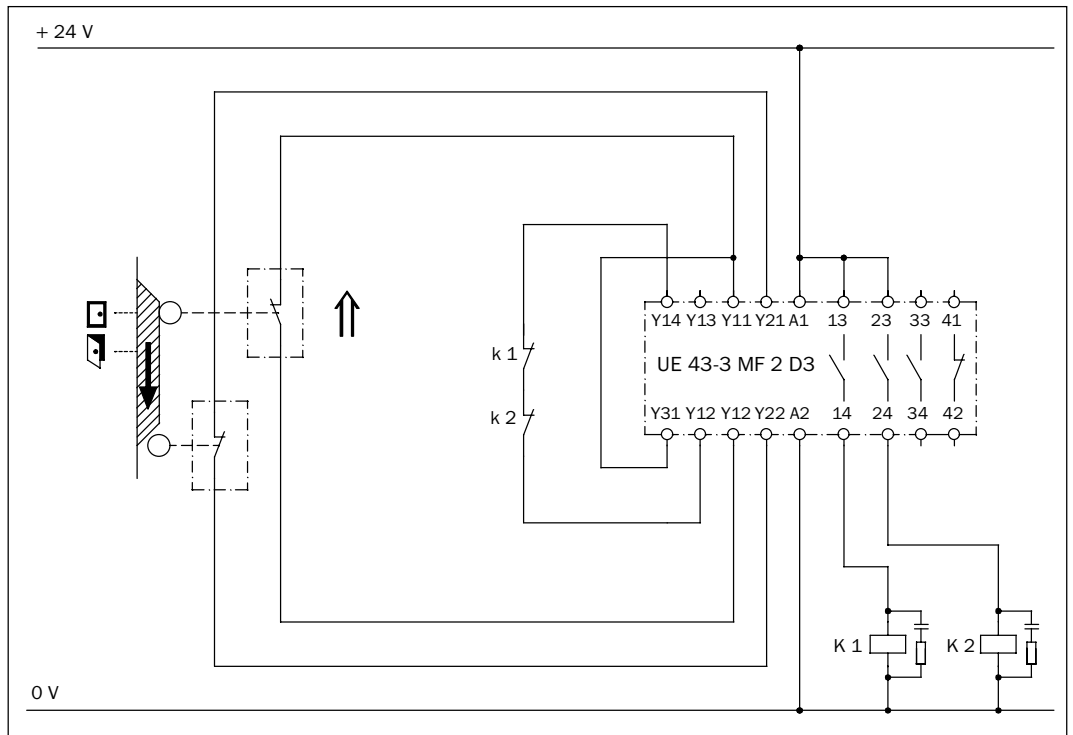 + 24 V
Y14 Y13 Y11 Y21 A1 13 23 33 41
k 1
UE 43-3 MF 2 D3
k 2
Y31 Y12 Y12 Y22 A2 14 24 34 42
K 1
K 2
0 V